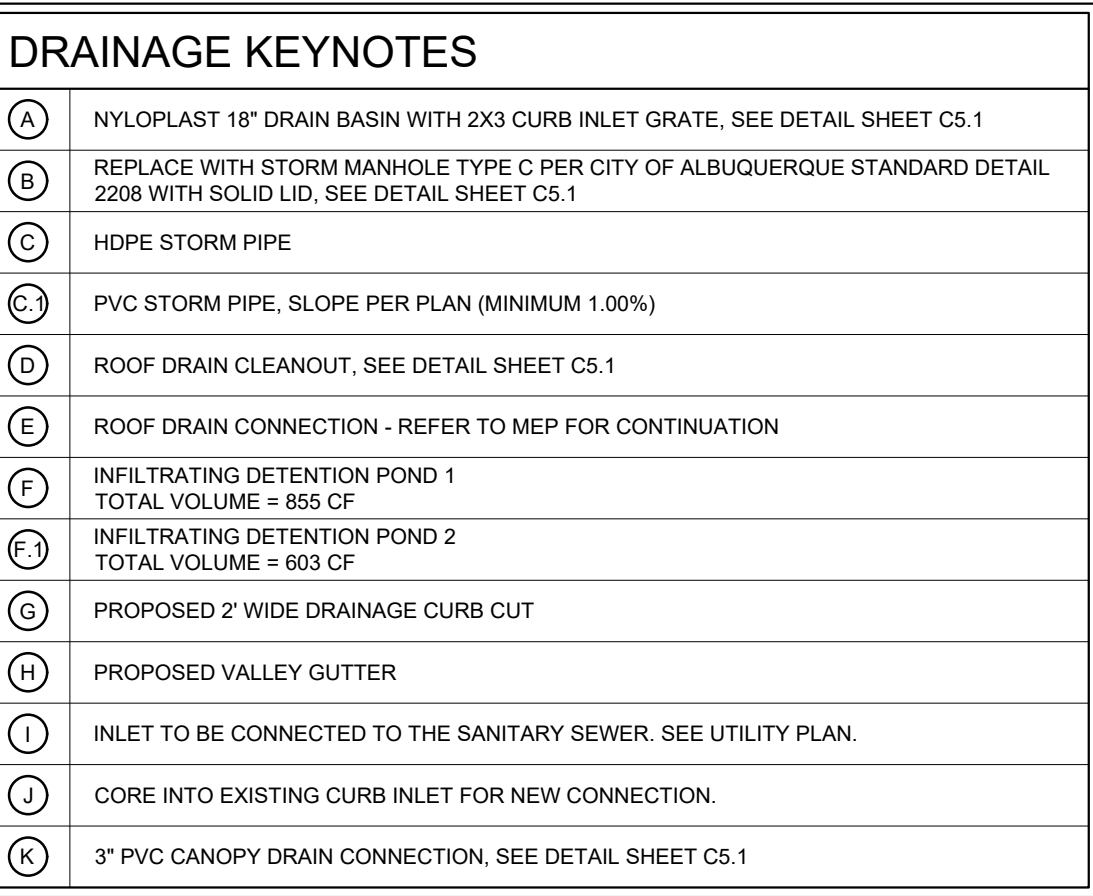 DRAINAGE KEYNOTES
A NYLOPLAST 18" DRAIN BASIN WITH 2X3 CURB INLET GRATE, SEE DETAIL SHEET C5.1
B REPLACE WITH STORM MANHOLE TYPE C PER CITY OF ALBUQUERQUE STANDARD DETAIL
2208 WITH SOLID LID, SEE DETAIL SHEET C5.1
C HDPE STORM PIPE
C.1 PVC STORM PIPE, SLOPE PER PLAN (MINIMUM 1.00%)
D ROOF DRAIN CLEANOUT, SEE DETAIL SHEET C5.1
E ROOF DRAIN CONNECTION - REFER TO MEP FOR CONTINUATION
F INFILTRATING DETENTION POND 1
TOTAL VOLUME = 855 CF
F.1 INFILTRATING DETENTION POND 2
TOTAL VOLUME = 603 CF
G PROPOSED 2' WIDE DRAINAGE CURB CUT
H PROPOSED VALLEY GUTTER
I INLET TO BE CONNECTED TO THE SANITARY SEWER. SEE UTILITY PLAN.
J CORE INTO EXISTING CURB INLET FOR NEW CONNECTION.
K 3" PVC CANOPY DRAIN CONNECTION, SEE DETAIL SHEET C5.1